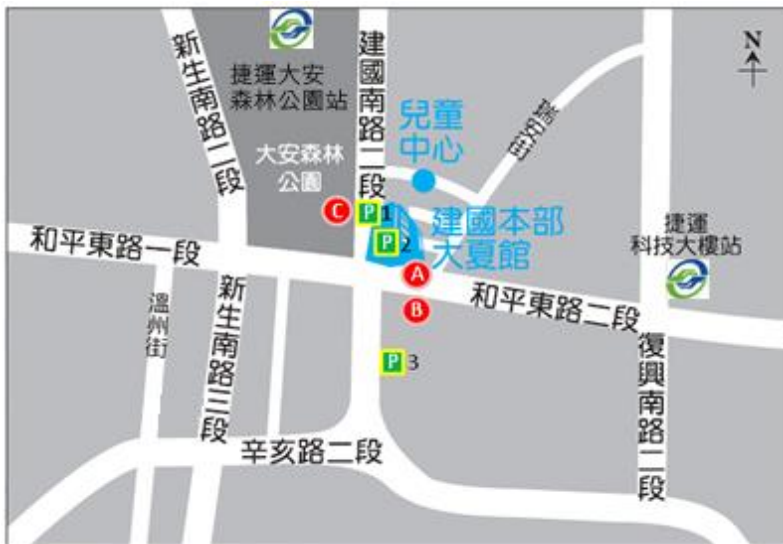 新生南路二段
捷運大安
森林公園站
大安森林
公園
建國南路二段
兒童
中心
瑞安街
N
C
P 1
P 2
建國本部
大夏館
捷運
科技大樓站
和平東路一段
A
B
和平東路二段
溫州街
新生南路三段
P 3
復興南路二段
辛亥路二段